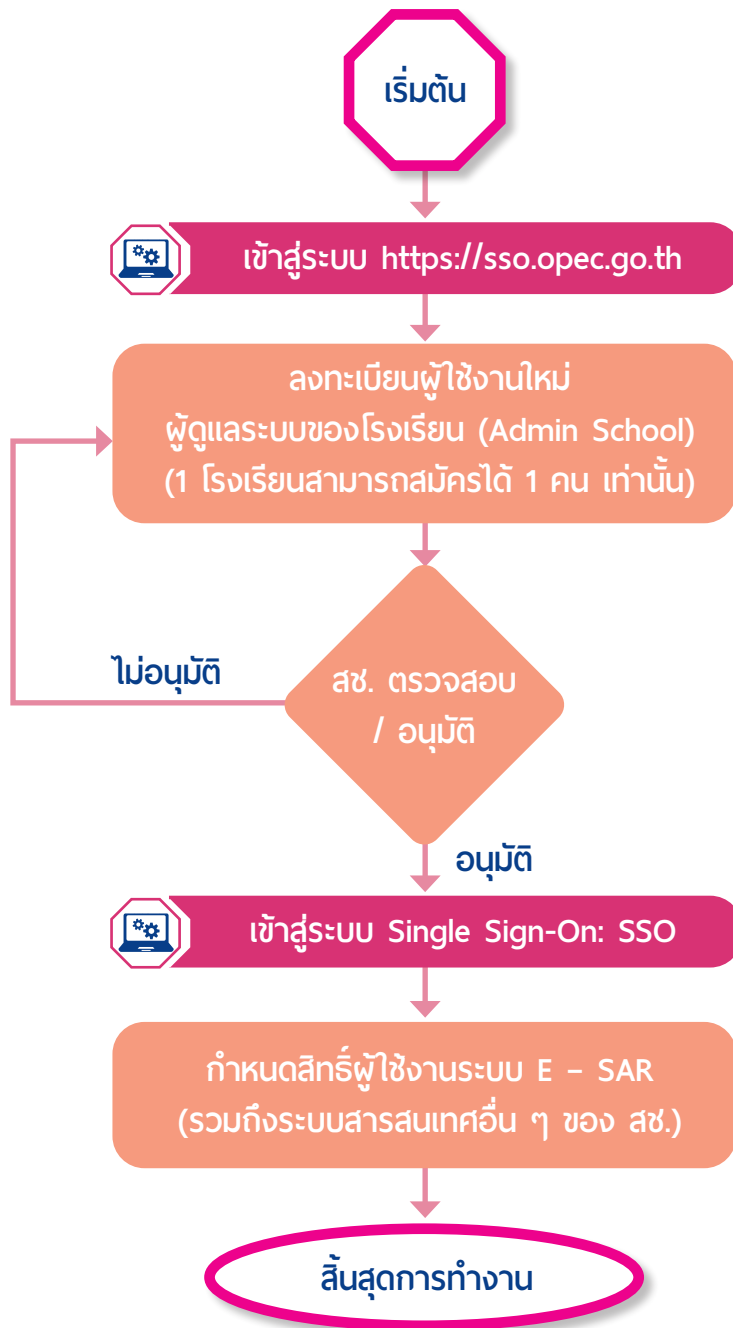 เริ่มต้น
เข้าสู่ระบบ https://sso.opec.go.th
ลงทะเบียนผู้ใช้งานใหม่
ผู้ดูแลระบบของโรงเรียน (Admin School)
(1 โรงเรียนสามารถสมัครได้ 1 คน เท่านั้น)
ไม่อนุมัติ
สช. ตรวจสอบ
/ อนุมัติ
อนุมัติ
เข้าสู่ระบบ Single Sign-On: SSO
กำหนดสิทธิ์ผู้ใช้งานระบบ E – SAR
(รวมถึงระบบสารสนเทศอื่น ๆ ของ สช.)
สิ้นสุดการทำงาน